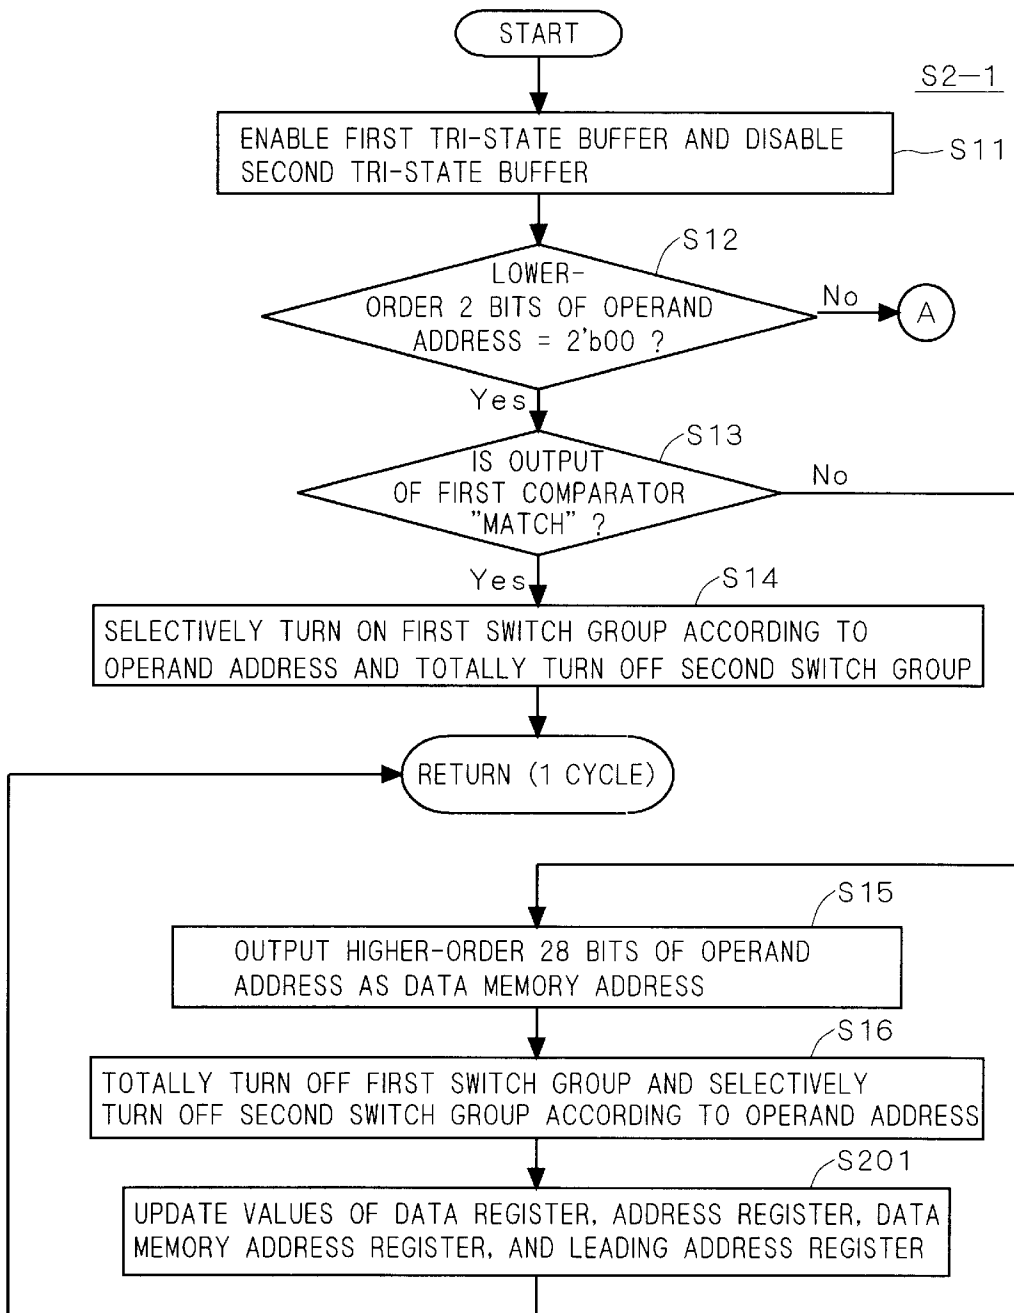 START
S2-1
ENABLE FIRST TRI-STATE BUFFER AND DISABLE
SECOND TRI-STATE BUFFER
S11
S12
LOWER-
ORDER 2 BITS OF OPERAND
ADDRESS = 2'b00 ?
No
A
Yes
S13
IS OUTPUT
OF FIRST COMPARATOR
"MATCH" ?
No
Yes
S14
SELECTIVELY TURN ON FIRST SWITCH GROUP ACCORDING TO
OPERAND ADDRESS AND TOTALLY TURN OFF SECOND SWITCH GROUP
RETURN (1 CYCLE)
S15
OUTPUT HIGHER-ORDER 28 BITS OF OPERAND
ADDRESS AS DATA MEMORY ADDRESS
S16
TOTALLY TURN OFF FIRST SWITCH GROUP AND SELECTIVELY
TURN OFF SECOND SWITCH GROUP ACCORDING TO OPERAND ADDRESS
S201
UPDATE VALUES OF DATA REGISTER, ADDRESS REGISTER, DATA
MEMORY ADDRESS REGISTER, AND LEADING ADDRESS REGISTER